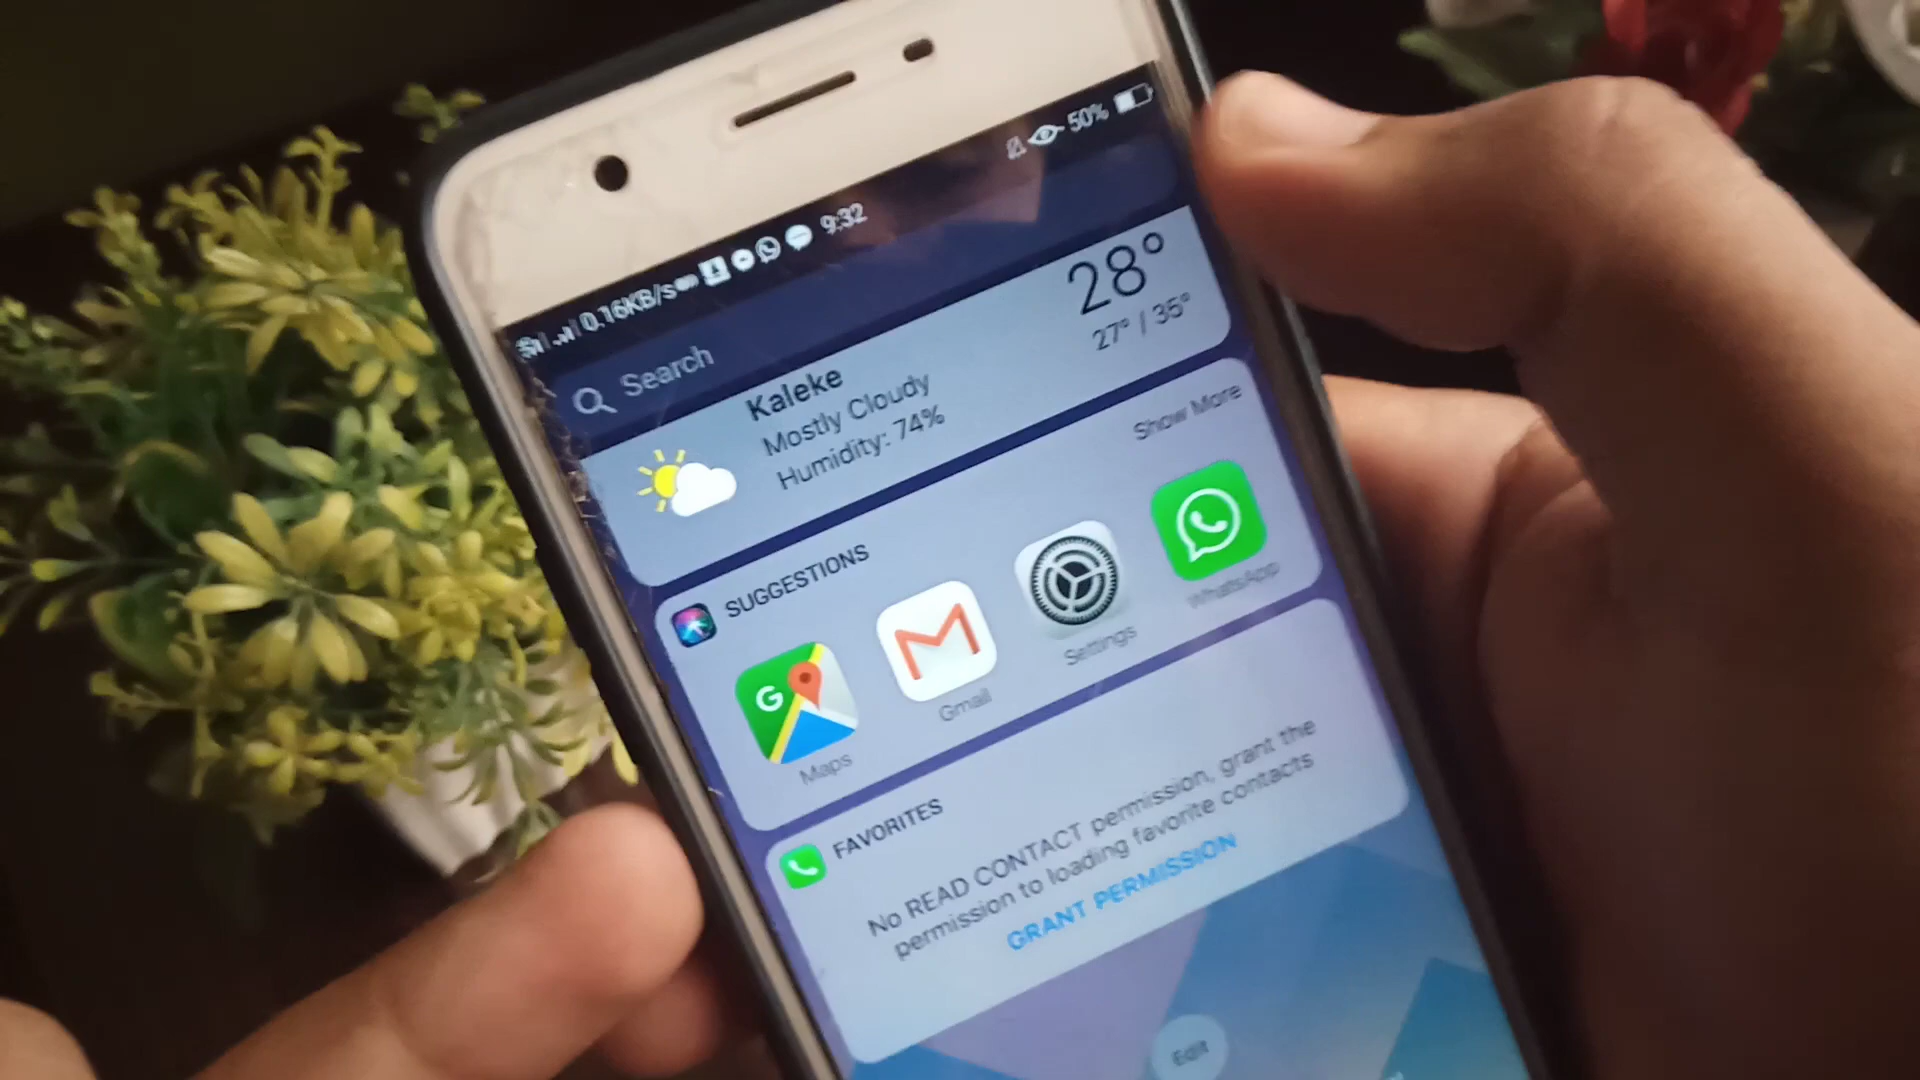 0.16KB/s 9:32 50%
Search
Kaleke
Mostly Cloudy
Humidity: 74%
28°
27° / 35°
SUGGESTIONS
Show More
Maps
Gmail
Settings
WhatsApp
FAVORITES
No READ CONTACT permission, grant the
permission to loading favorite contacts
GRANT PERMISSION
Edit